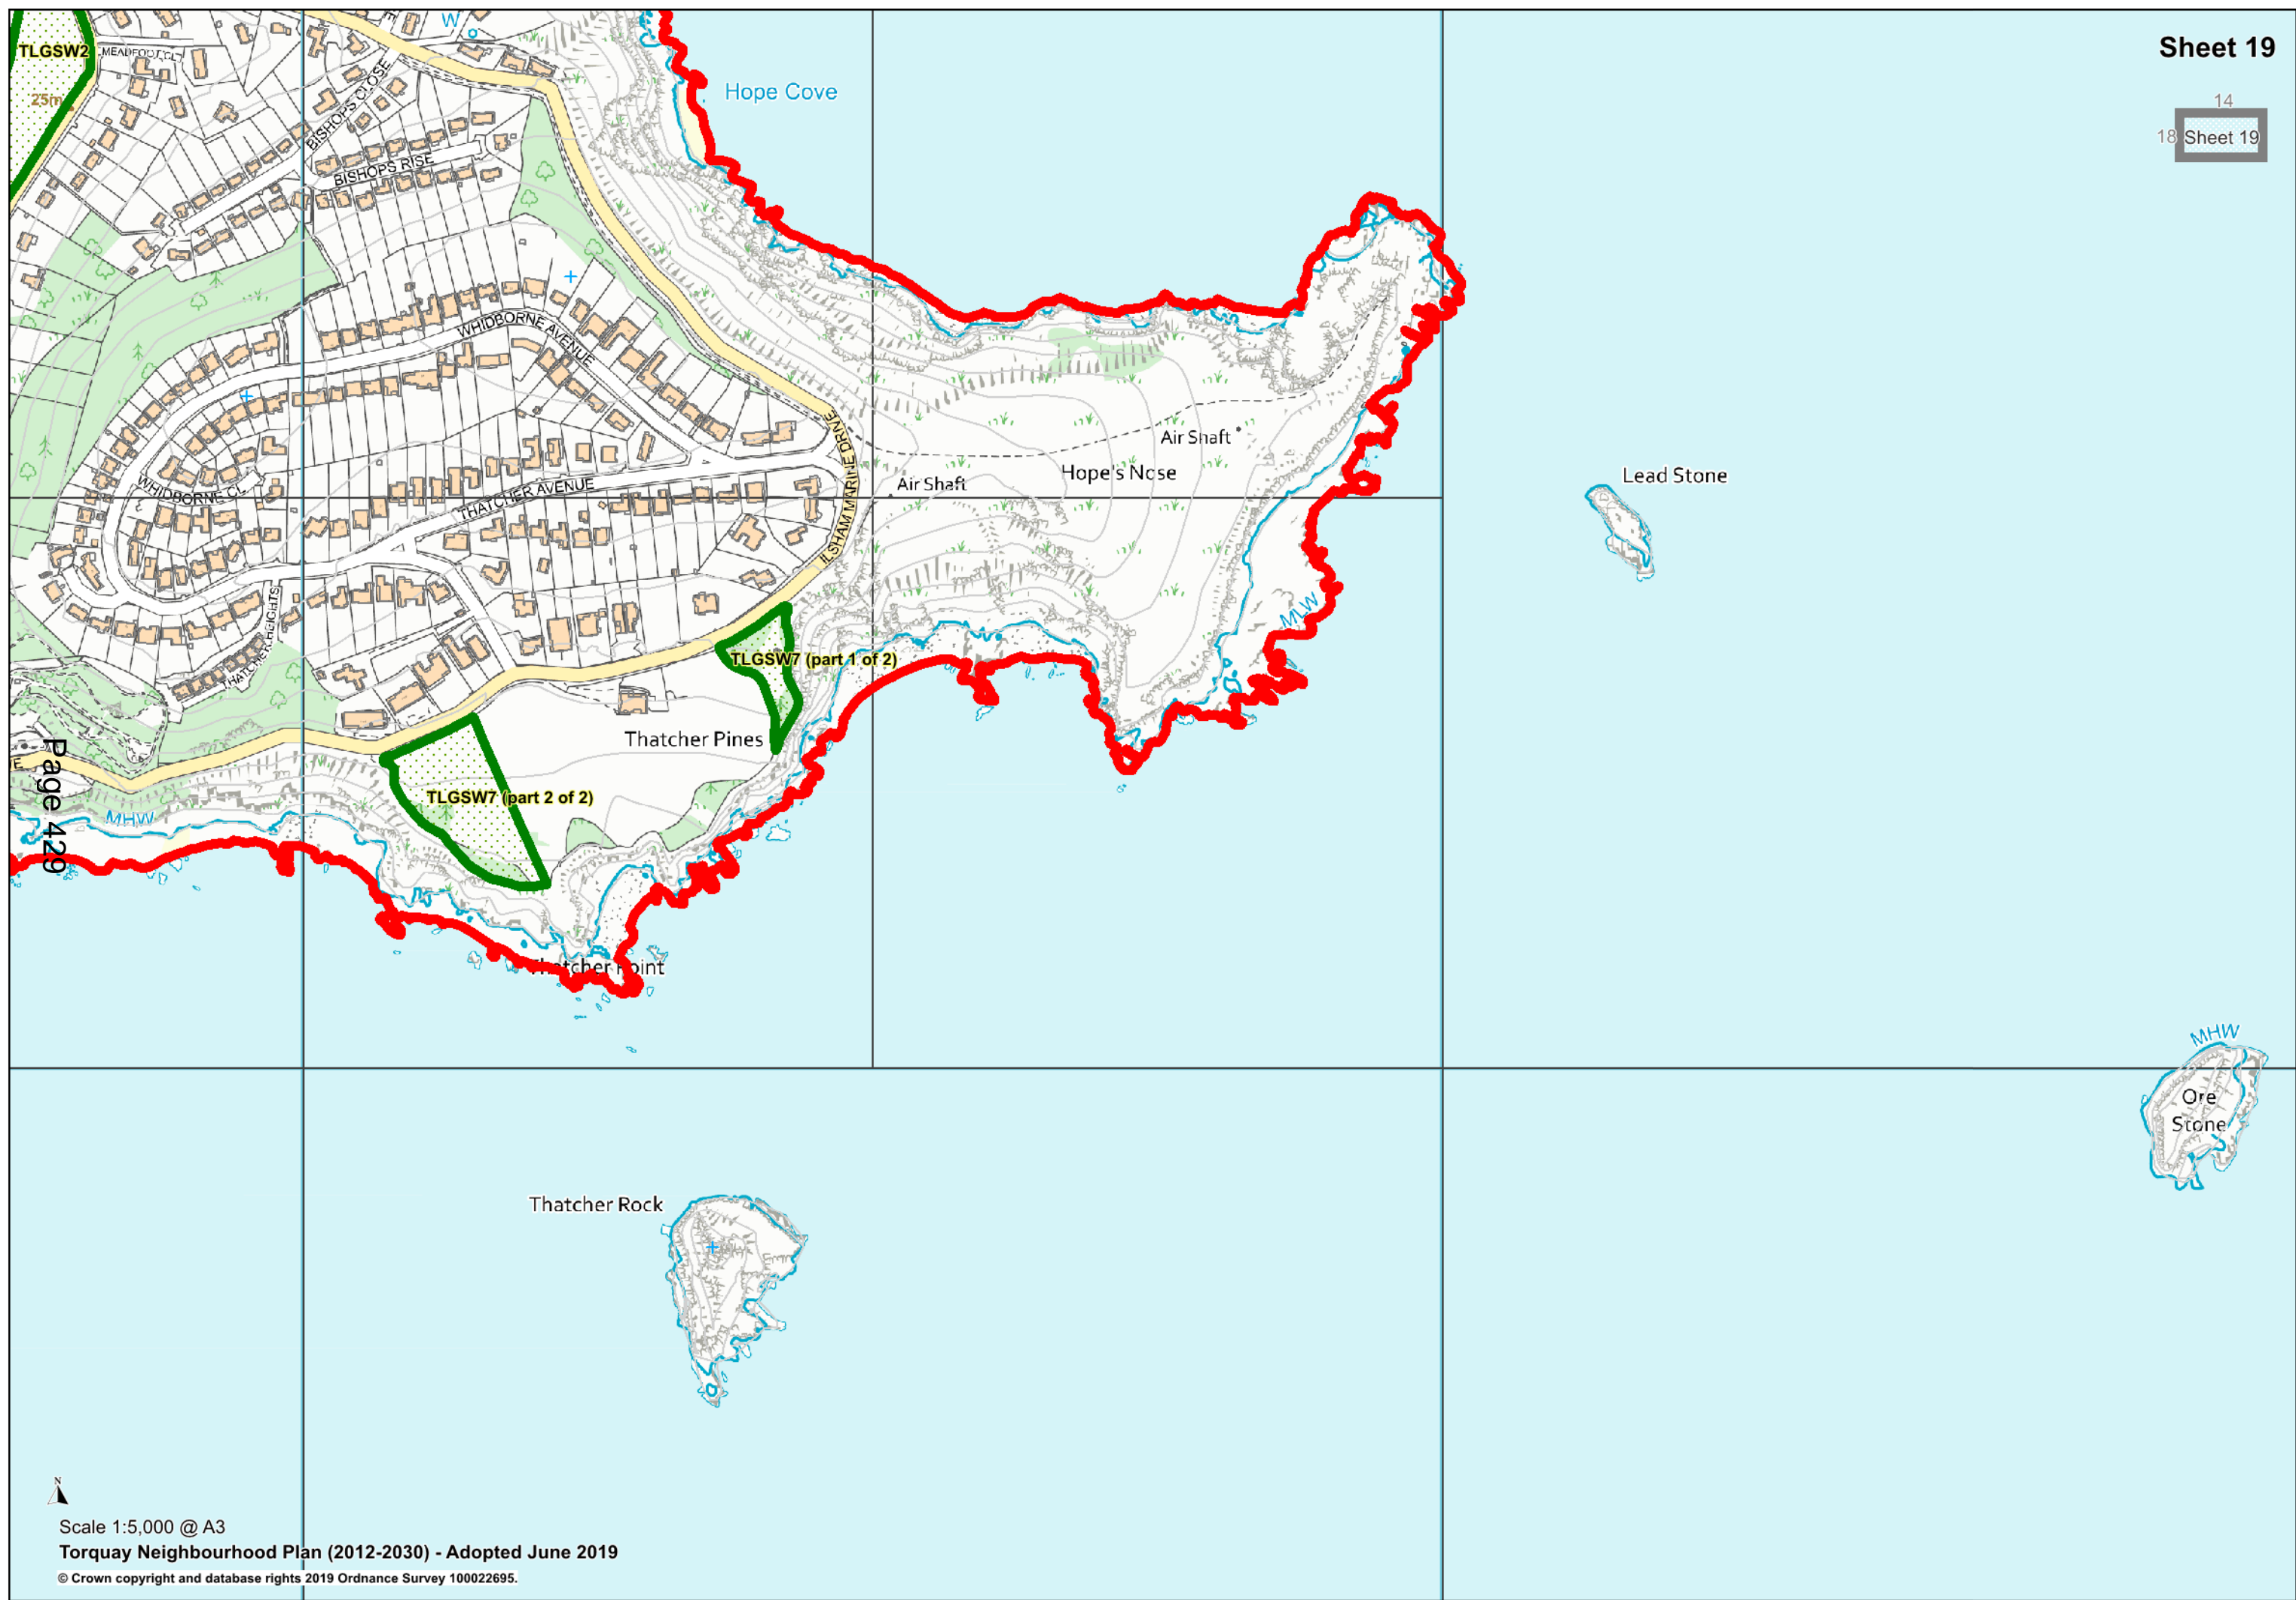 Sheet 19
14
18 Sheet 19
W
TLGSW2
MEADFOOT CL
25m
BISHOPS CLOSE
BISHOPS RISE
Hope Cove
WHIDBORNE AVENUE
WHIDBORNE CL
THATCHER AVENUE
ILSHAM MARINE DRIVE
THATCHER HEIGHTS
Air Shaft
Hope's Nose
Air Shaft
Lead Stone
MLW
TLGSW7 (part 1 of 2)
Thatcher Pines
TLGSW7 (part 2 of 2)
E
Page 429
MHW
Thatcher Point
MHW
Ore
Stone
Thatcher Rock
N
Scale 1:5,000 @ A3
Torquay Neighbourhood Plan (2012-2030) - Adopted June 2019
© Crown copyright and database rights 2019 Ordnance Survey 100022695.